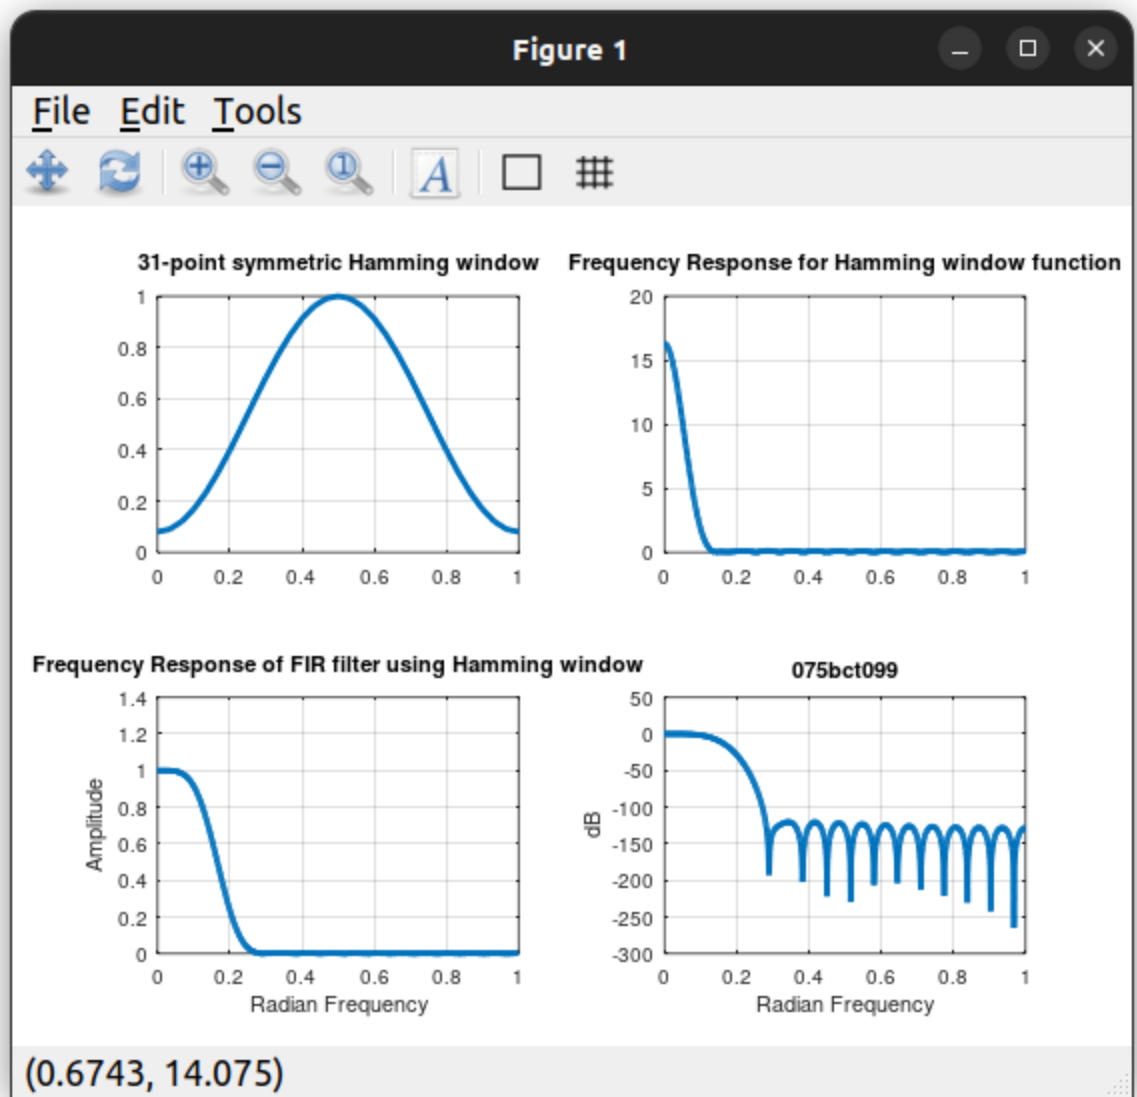 Figure 1
File Edit Tools
31-point symmetric Hamming window
1
0.8
0.6
0.4
0.2
0
0 0.2 0.4 0.6 0.8 1
Frequency Response for Hamming window function
20
15
10
5
0
0 0.2 0.4 0.6 0.8 1
Frequency Response of FIR filter using Hamming window
Amplitude
1.4
1.2
1
0.8
0.6
0.4
0.2
0
0 0.2 0.4 0.6 0.8 1
Radian Frequency
075bct099
dB
50
0
-50
-100
-150
-200
-250
-300
0 0.2 0.4 0.6 0.8 1
Radian Frequency
(0.6743, 14.075)